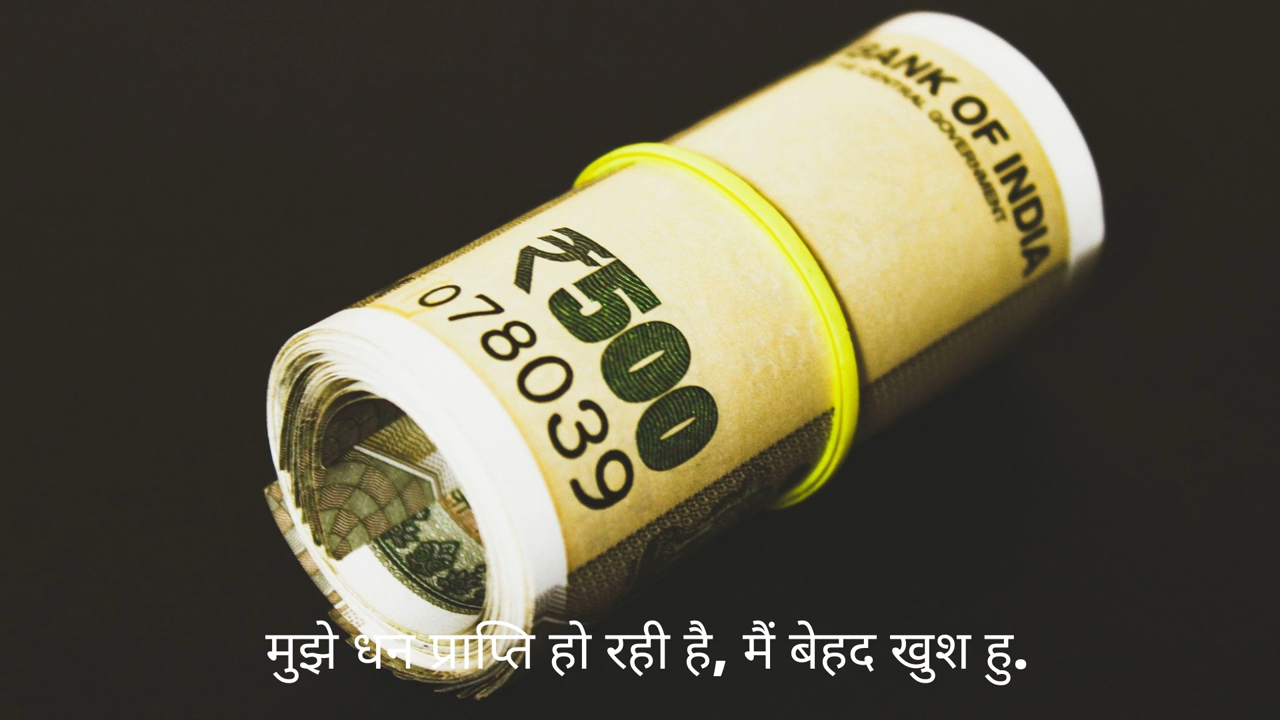 BANK OF INDIA
CENTRAL GOVERNMENT
₹500
078039
मुझे धन प्राप्ति हो रही है, मैं बेहद खुश हु.